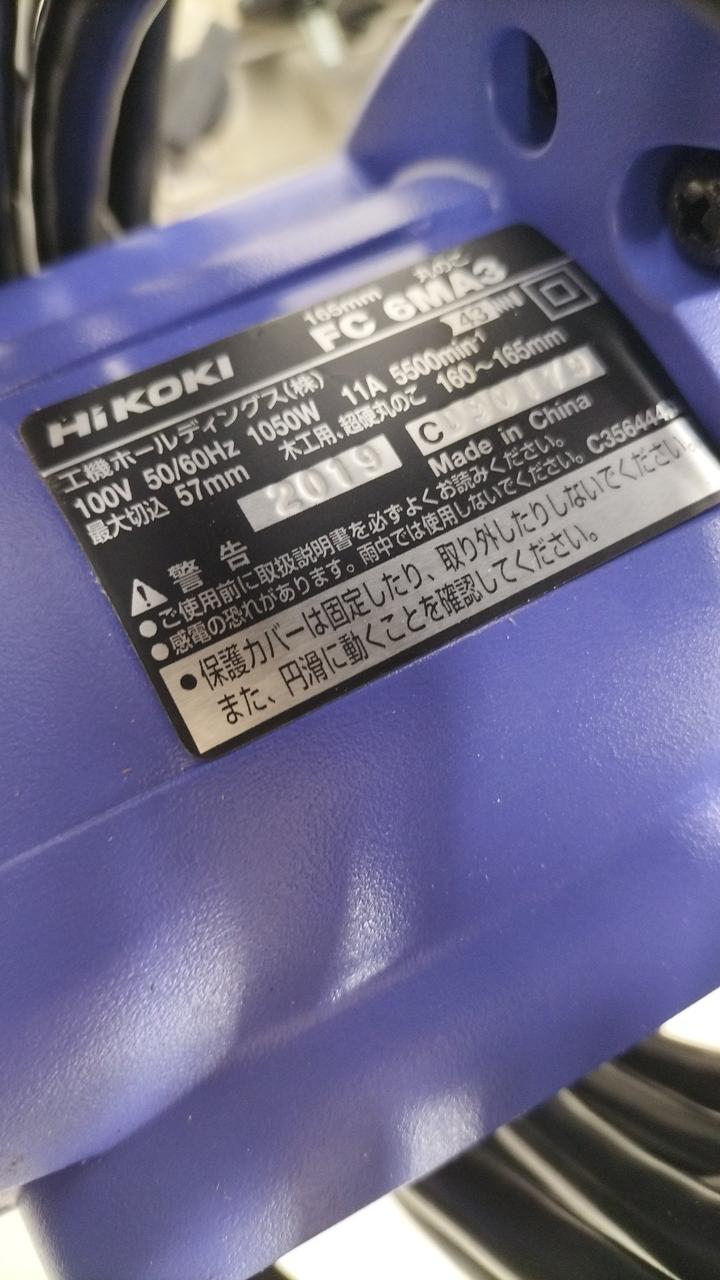 165mm 丸のこ
HiKOKI FC 6MA3
工機ホールディングス(株) 43
100V 50/60Hz 1050W 11A 5500min⁻¹
最大切込 57mm 木工用、超硬丸のこ 160～165mm
2019
Made in China
警告
●ご使用前に取扱説明書を必ずよくお読みください。
●感電の恐れがあります。雨中では使用しないでください。
●保護カバーは固定したり、取り外したりしないでください。
また、円滑に動くことを確認してください。